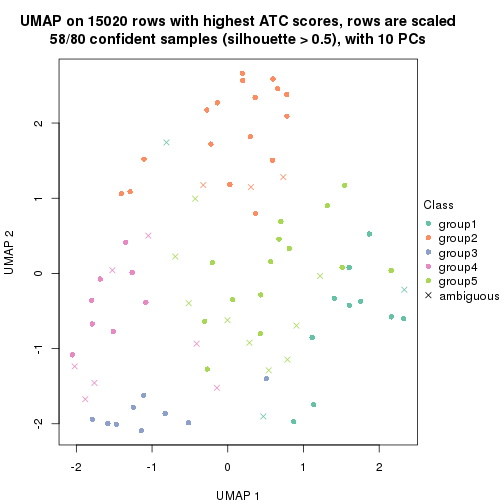 UMAP on 15020 rows with highest ATC scores, rows are scaled
58/80 confident samples (silhouette > 0.5), with 10 PCs
UMAP 2
2
1
0
-1
-2
-2
-1
0
1
2
UMAP 1
Class
group1
group2
group3
group4
group5
ambiguous